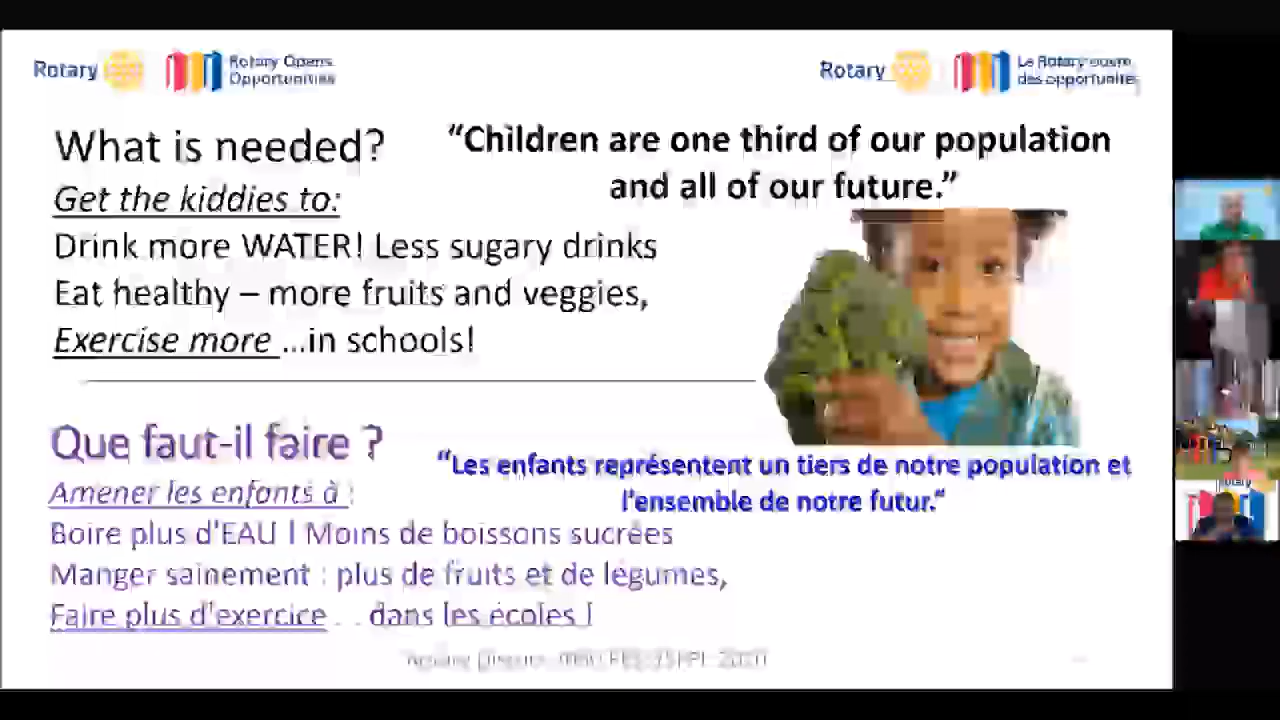 Rotary
Rotary Opens
Opportunities
Rotary
Le Rotary ouvre
des opportunités
What is needed?
Get the kiddies to:
Drink more WATER! Less sugary drinks
Eat healthy – more fruits and veggies,
Exercise more ...in schools!
“Children are one third of our population
and all of our future.”
Que faut-il faire ?
Amener les enfants à :
Boire plus d'EAU ! Moins de boissons sucrées
Manger sainement : plus de fruits et de légumes,
Faire plus d'exercice . . dans les écoles !
“Les enfants représentent un tiers de notre population et
l'ensemble de notre futur.”
Rotary